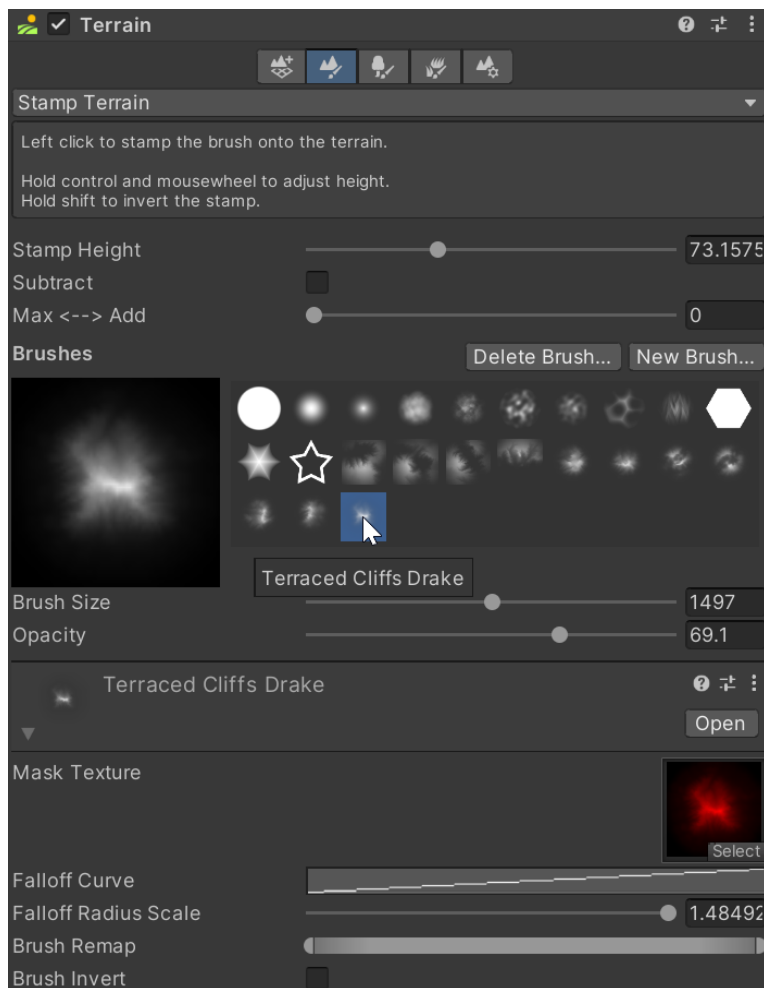 Terrain
Stamp Terrain
Left click to stamp the brush onto the terrain.
Hold control and mousewheel to adjust height.
Hold shift to invert the stamp.
Stamp Height 73.1575
Subtract
Max <--> Add 0
Brushes Delete Brush... New Brush...
Terraced Cliffs Drake
Brush Size 1497
Opacity 69.1
Terraced Cliffs Drake
Open
Mask Texture
Select
Falloff Curve
Falloff Radius Scale 1.48492
Brush Remap
Brush Invert